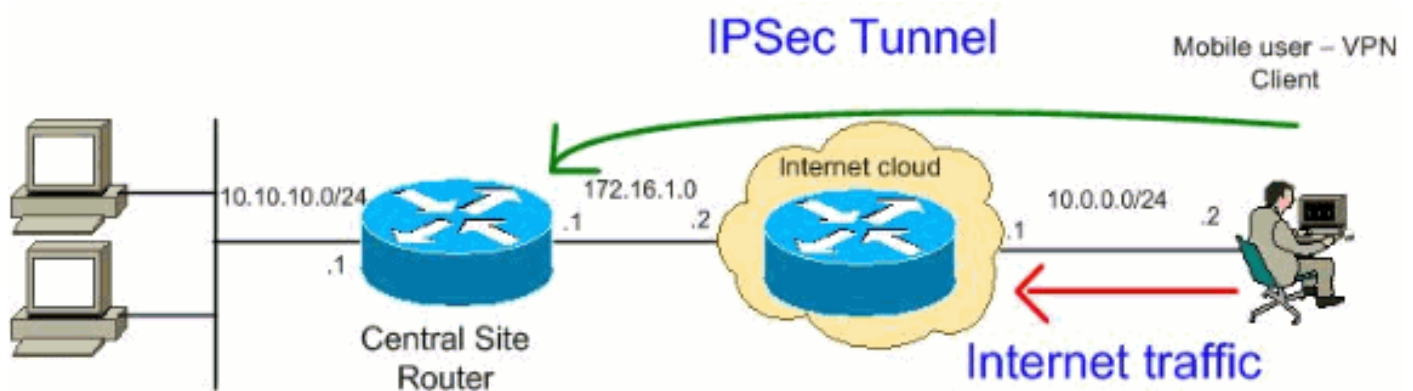 IPSec Tunnel
Mobile user – VPN
Client
Internet cloud
10.10.10.0/24
172.16.1.0
10.0.0.0/24
.1
.1
.2
.1
.2
Central Site
Router
Internet traffic